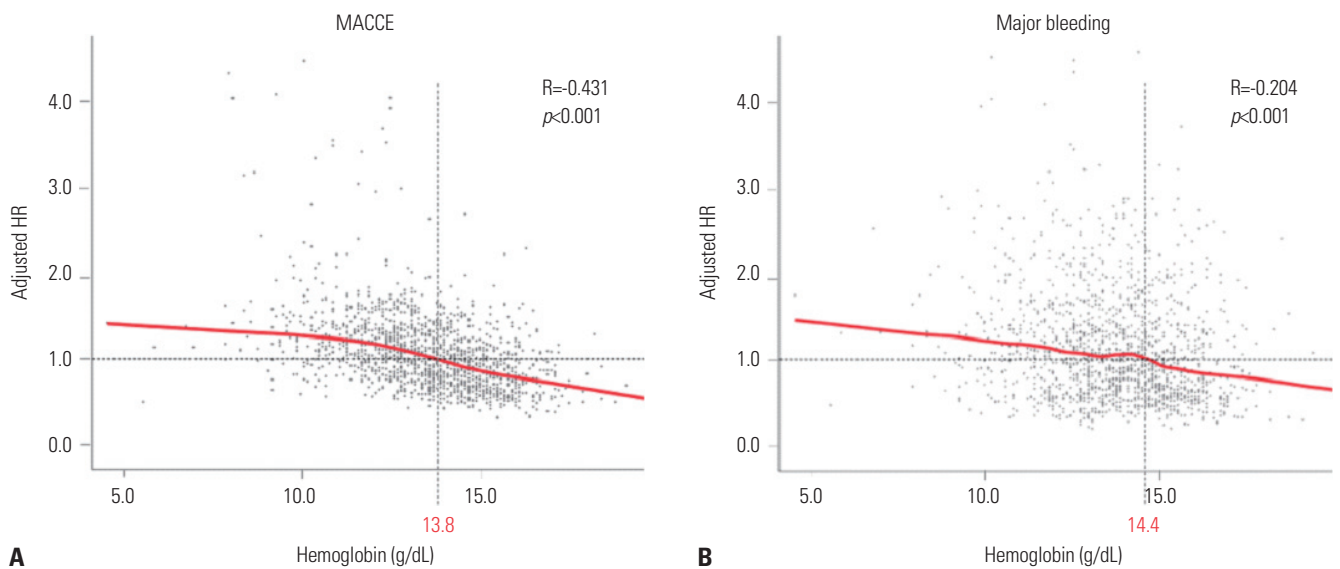 MACCE
R=-0.431
p<0.001
Adjusted HR
4.0
3.0
2.0
1.0
0.0
5.0 10.0 15.0
13.8
A Hemoglobin (g/dL)
Major bleeding
R=-0.204
p<0.001
Adjusted HR
4.0
3.0
2.0
1.0
0.0
5.0 10.0 15.0
14.4
B Hemoglobin (g/dL)